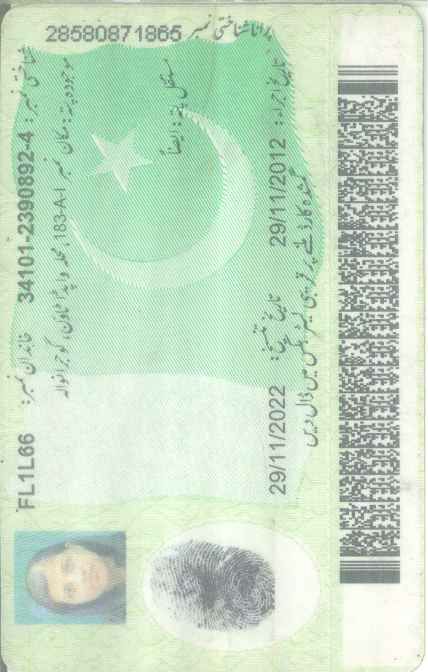 شناختی نمبر: 34101-2390892-4 خاندان نمبر: FL1L66
موجودہ پتہ: مکان نمبر 183-A-I، محلہ واپڈا ٹاؤن، گوجرانوالہ
مستقل پتہ: ایضاً
تاریخ اجراء: 29/11/2012 تاریخ تنسیخ: 29/11/2022
گمشدہ کارڈ ملنے پر قریبی لیٹر بکس میں ڈال دیں
پرانا شناختی نمبر 28580871865